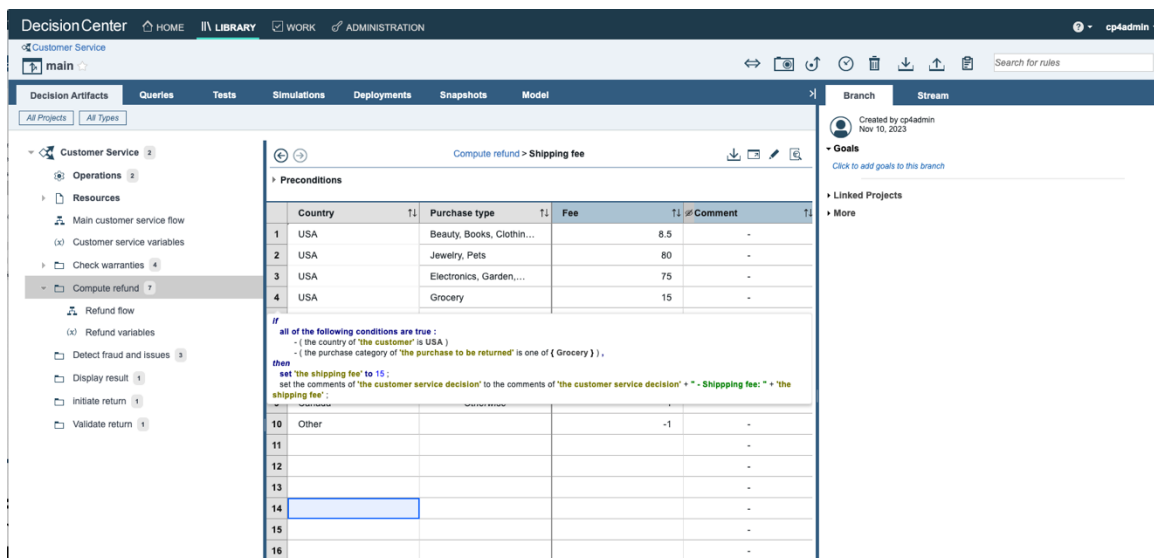 Decision Center HOME LIBRARY WORK ADMINISTRATION ? cp4admin
Customer Service
main
Search for rules
Decision Artifacts Queries Tests Simulations Deployments Snapshots Model
Branch Stream
All Projects All Types
Created by cp4admin
Nov 10, 2023
Goals
Click to add goals to this branch
Linked Projects
More
Customer Service 2
Operations 2
Resources
Main customer service flow
(x) Customer service variables
Check warranties 4
Compute refund 7
Refund flow
(x) Refund variables
Detect fraud and issues 3
Display result 1
initiate return 1
Validate return 1
Compute refund > Shipping fee
Preconditions
Country Purchase type Fee Comment
1 USA Beauty, Books, Clothin... 8.5 -
2 USA Jewelry, Pets 80 -
3 USA Electronics, Garden,... 75 -
4 USA Grocery 15 -
if
all of the following conditions are true :
- ( the country of 'the customer' is USA )
- ( the purchase category of 'the purchase to be returned' is one of { Grocery } ) ,
then
set 'the shipping fee' to 15 ;
set the comments of 'the customer service decision' to the comments of 'the customer service decision' + " - Shippping fee: " + 'the
shipping fee' ;
10 Other -1 -
11 -
12 -
13 -
14 -
15 -
16 -